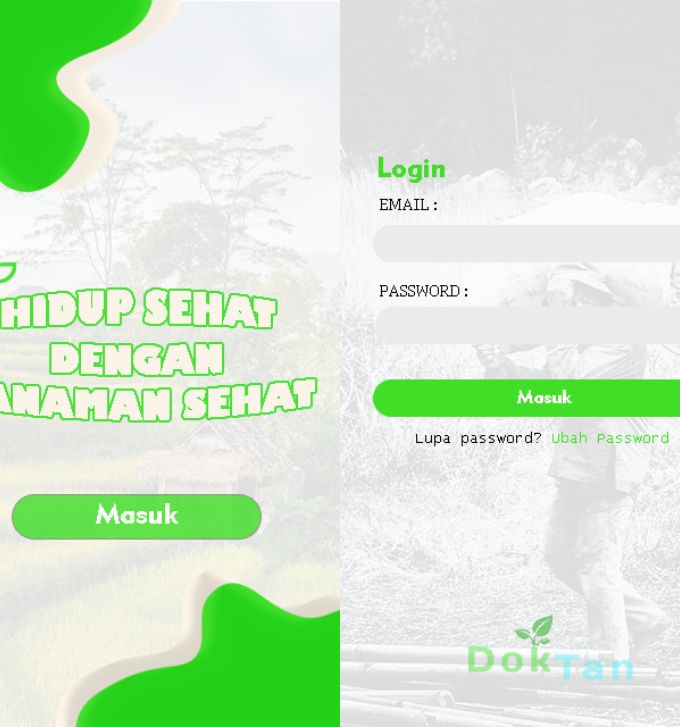 HIDUP SEHAT
DENGAN
ANAMAN SEHAT
Masuk
Login
EMAIL:
PASSWORD:
Masuk
Lupa password? Ubah Password
DokTan